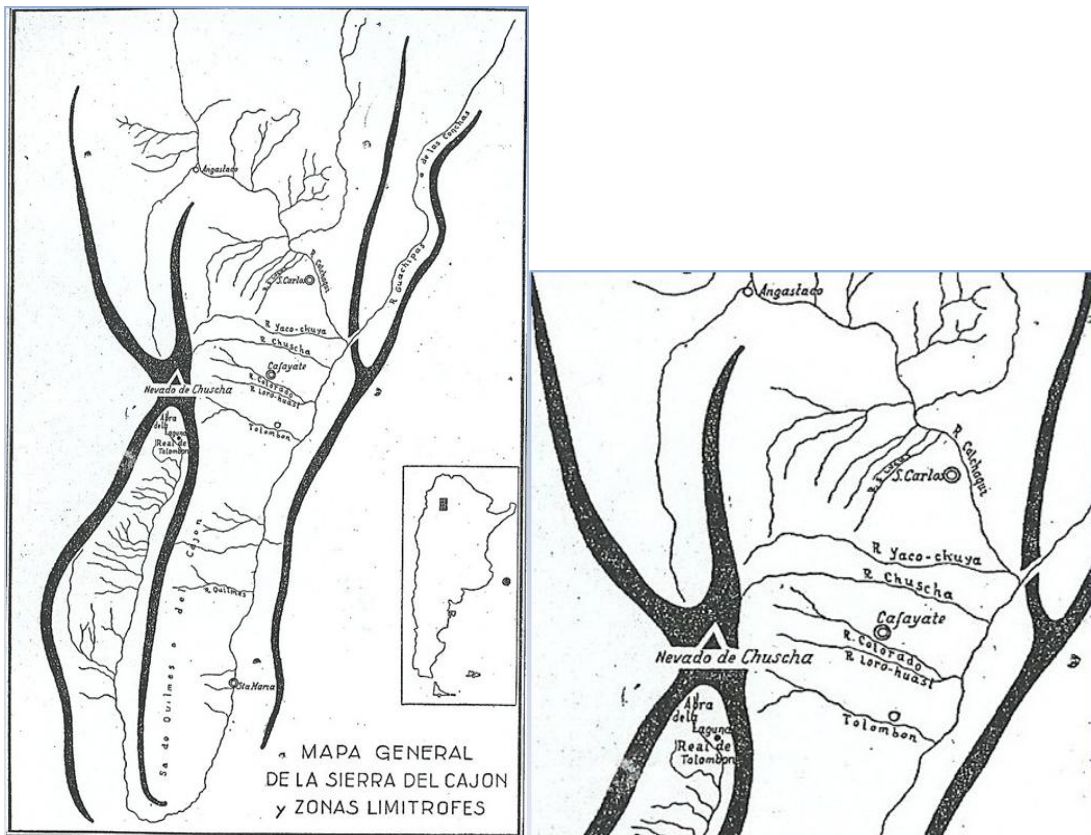 R. de las Conchas
Angastaco
R. Calchaqui
S. Carlos
R. Guachipas
R. Yaco-chuya
R. Chuscha
Cafayate
R. Colorado
R. Loro-huasi
Nevado de Chuscha
Tolombon
Abra
de la
Laguna
Real de
Tolombon
Sa de Quilmes o del Cajon
R. Quilmes
Sta Maria
MAPA GENERAL
DE LA SIERRA DEL CAJON
y ZONAS LIMITROFES
Angastaco
R. Calchaqui
S. Carlos
R. Yaco-chuya
R. Chuscha
Cafayate
R. Colorado
R. Loro-huasi
Nevado de Chuscha
Tolombon
Abra
de la
Laguna
Real de
Tolombon